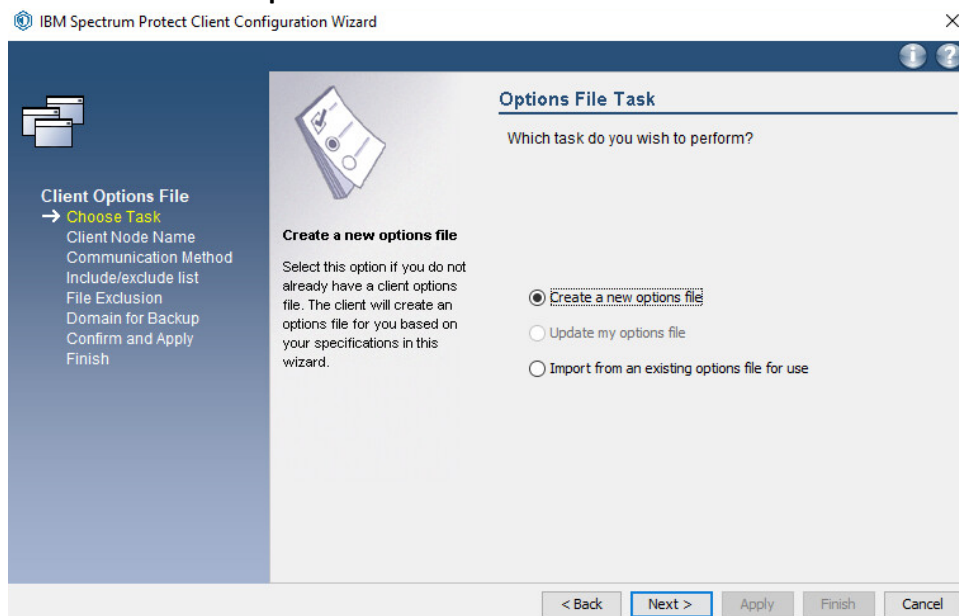 IBM Spectrum Protect Client Configuration Wizard
Options File Task
Which task do you wish to perform?
Client Options File
Choose Task
Client Node Name
Communication Method
Include/exclude list
File Exclusion
Domain for Backup
Confirm and Apply
Finish
Create a new options file
Select this option if you do not
already have a client options
file. The client will create an
options file for you based on
your specifications in this
wizard.
Create a new options file
Update my options file
Import from an existing options file for use
< Back
Next >
Apply
Finish
Cancel